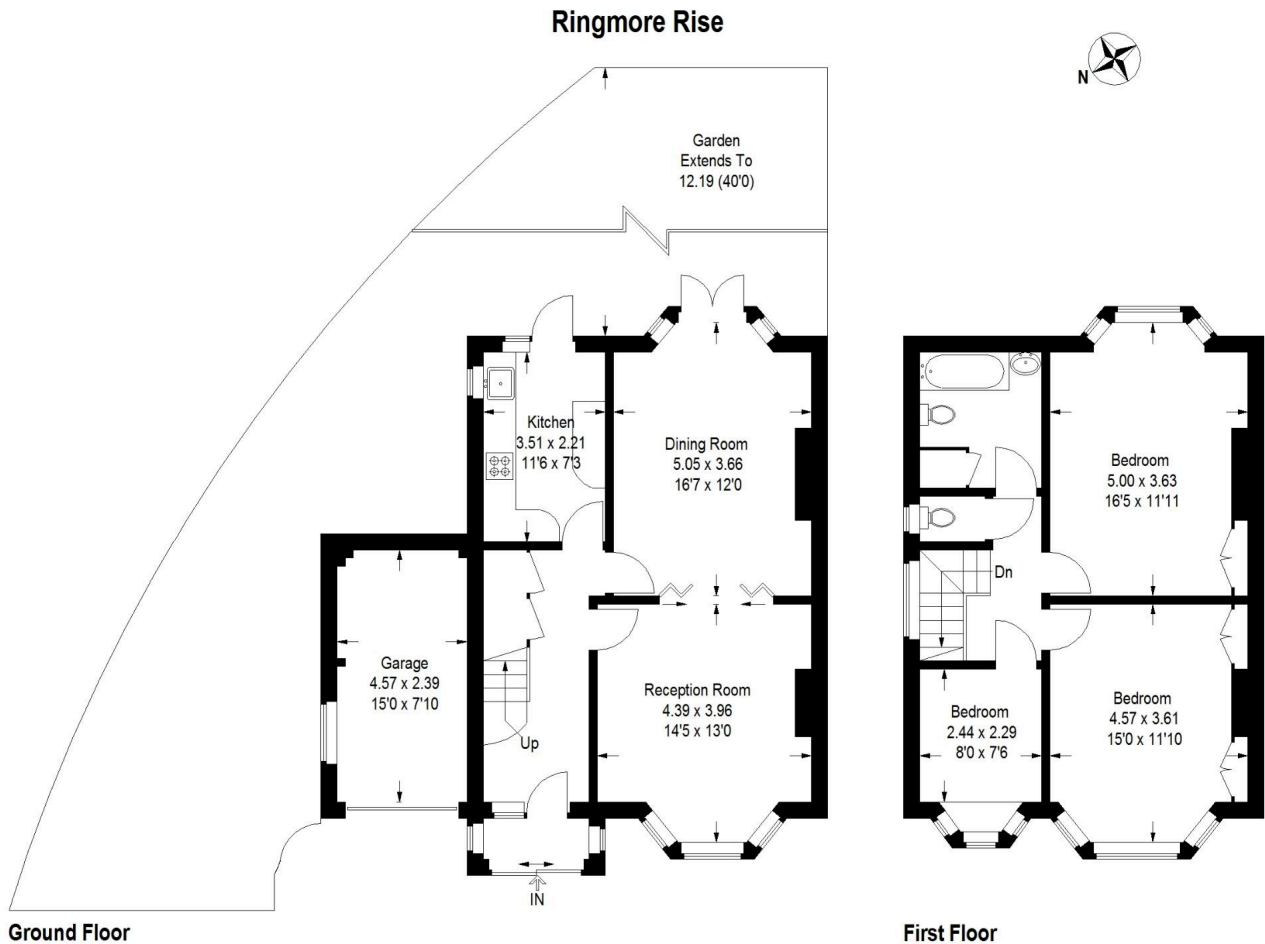 Ringmore Rise
N
Garden
Extends To
12.19 (40'0)
Kitchen
3.51 x 2.21
11'6 x 7'3
Dining Room
5.05 x 3.66
16'7 x 12'0
Garage
4.57 x 2.39
15'0 x 7'10
Reception Room
4.39 x 3.96
14'5 x 13'0
Up
IN
Ground Floor
Bedroom
5.00 x 3.63
16'5 x 11'11
Dn
Bedroom
2.44 x 2.29
8'0 x 7'6
Bedroom
4.57 x 3.61
15'0 x 11'10
First Floor